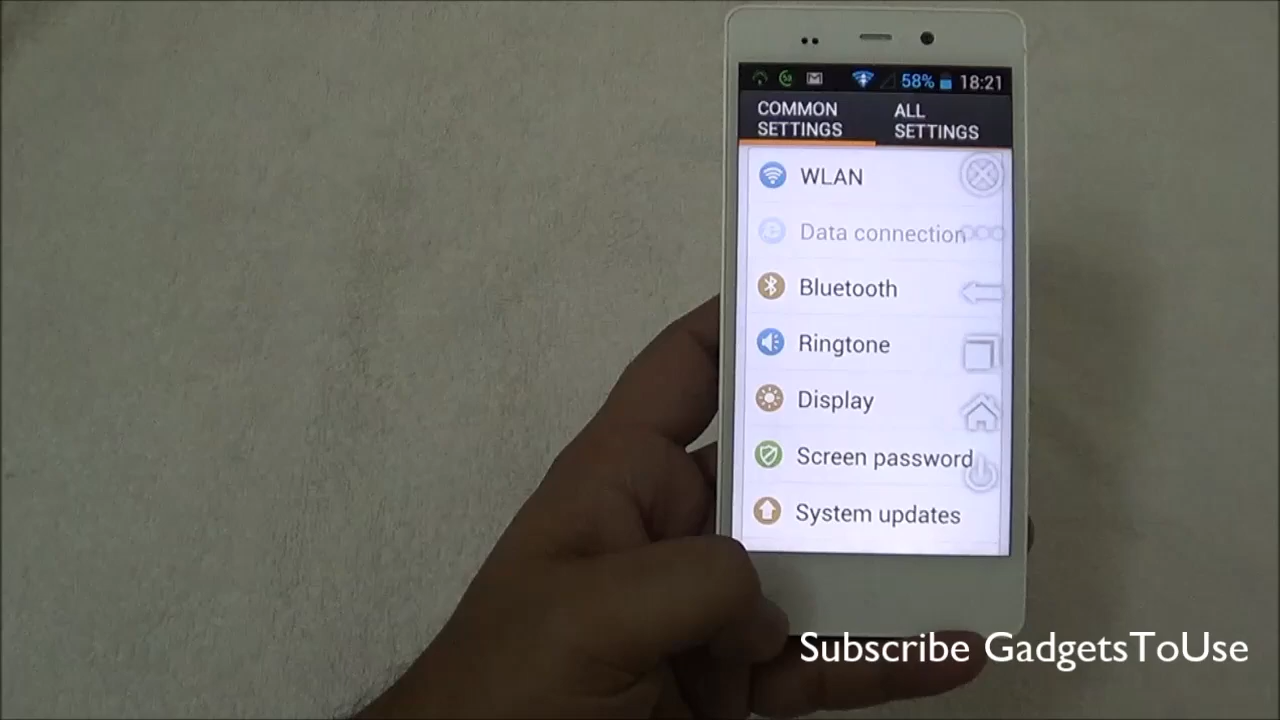 58% 18:21
COMMON
SETTINGS
ALL
SETTINGS
WLAN
Data connection
Bluetooth
Ringtone
Display
Screen password
System updates
Subscribe GadgetsToUse